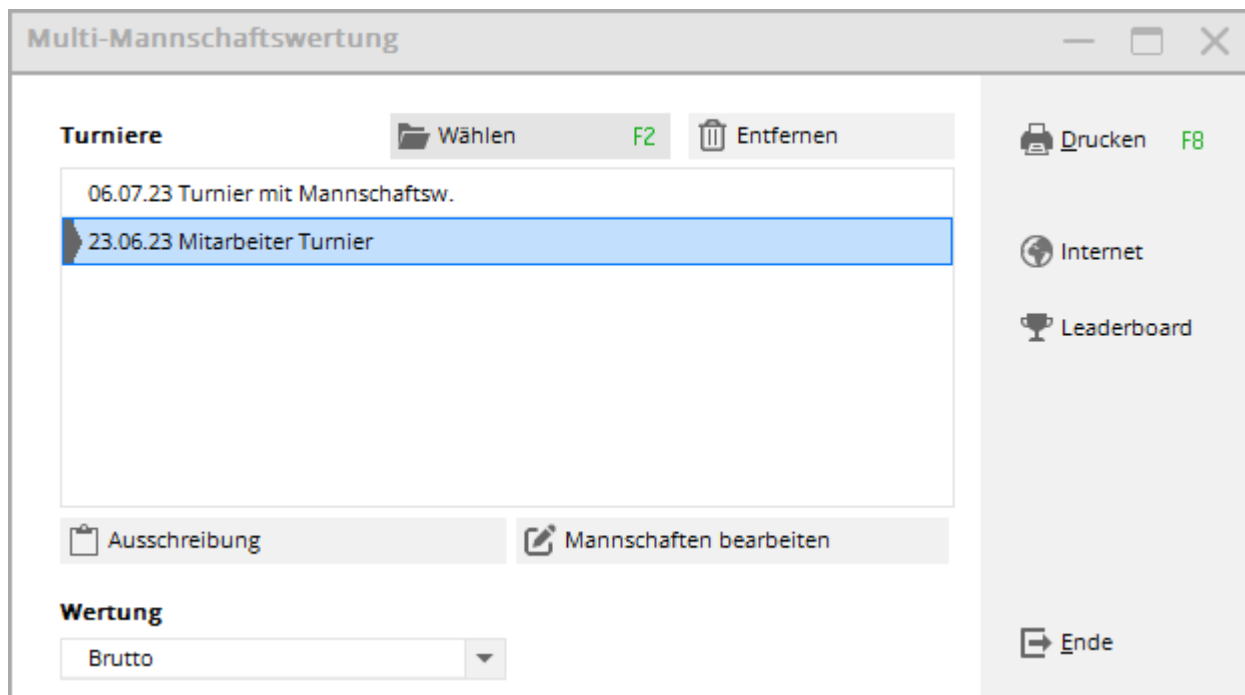 Multi-Mannschaftswertung
Turniere
Wählen F2
Entfernen
06.07.23 Turnier mit Mannschaftsw.
23.06.23 Mitarbeiter Turnier
Ausschreibung
Mannschaften bearbeiten
Wertung
Brutto
Drucken F8
Internet
Leaderboard
Ende